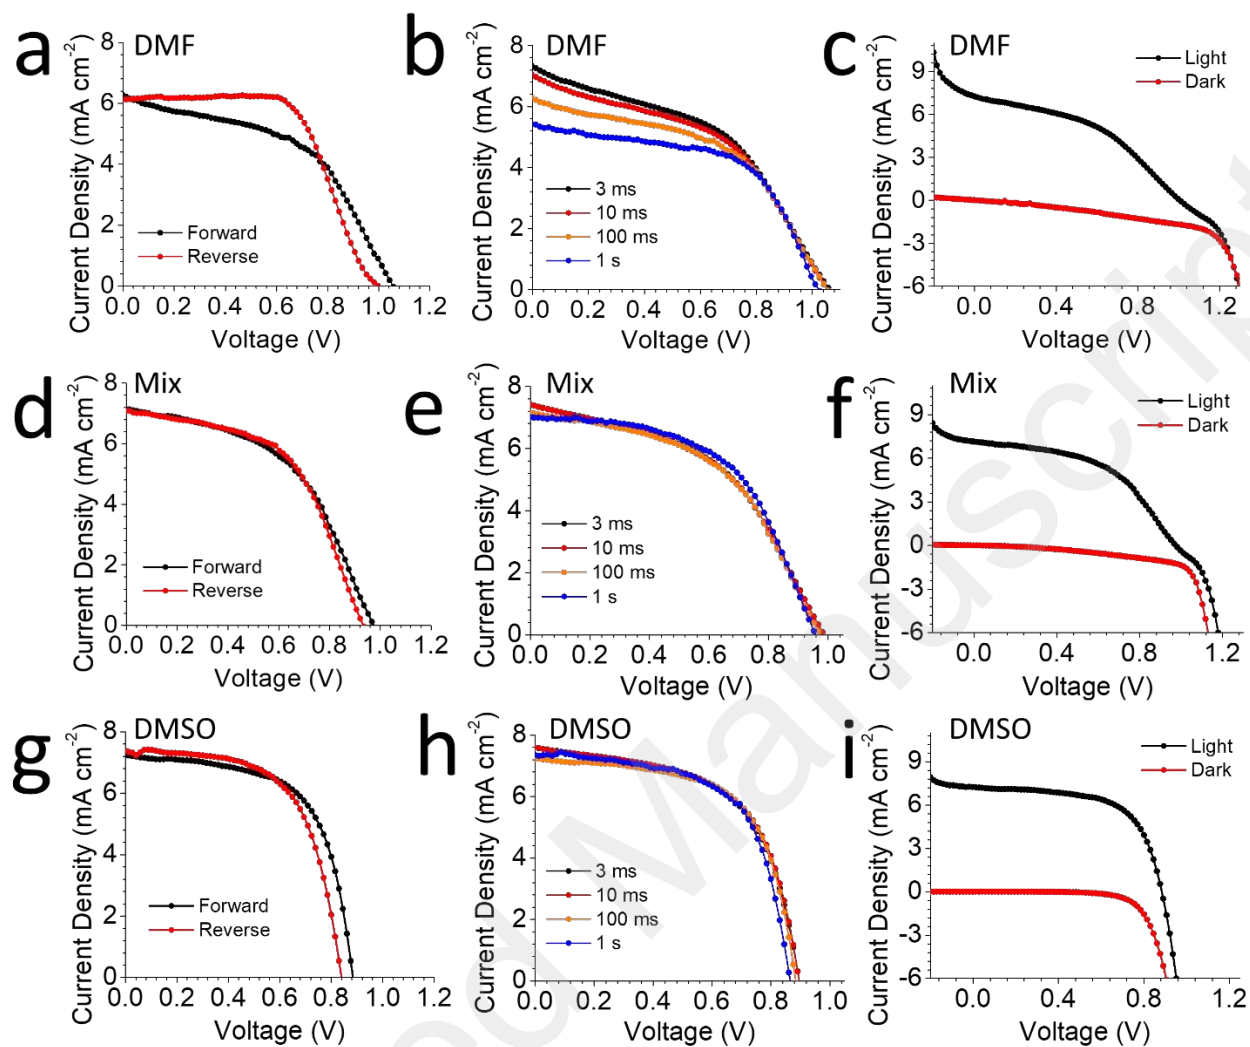 a DMF
Current Density (mA cm-2)
8
6
4
2
0
0.0 0.2 0.4 0.6 0.8 1.0 1.2
Voltage (V)
Forward
Reverse
b DMF
Current Density (mA cm-2)
8
6
4
2
0
0.0 0.2 0.4 0.6 0.8 1.0
Voltage (V)
3 ms
10 ms
100 ms
1 s
c DMF
Current Density (mA cm-2)
9
6
3
0
-3
-6
0.0 0.4 0.8 1.2
Voltage (V)
Light
Dark
d Mix
Current Density (mA cm-2)
8
6
4
2
0
0.0 0.2 0.4 0.6 0.8 1.0 1.2
Voltage (V)
Forward
Reverse
e Mix
Current Density (mA cm-2)
8
6
4
2
0
0.0 0.2 0.4 0.6 0.8 1.0
Voltage (V)
3 ms
10 ms
100 ms
1 s
f Mix
Current Density (mA cm-2)
9
6
3
0
-3
-6
0.0 0.4 0.8 1.2
Voltage (V)
Light
Dark
g DMSO
Current Density (mA cm-2)
8
6
4
2
0
0.0 0.2 0.4 0.6 0.8 1.0 1.2
Voltage (V)
Forward
Reverse
h DMSO
Current Density (mA cm-2)
8
6
4
2
0
0.0 0.2 0.4 0.6 0.8 1.0
Voltage (V)
3 ms
10 ms
100 ms
1 s
i DMSO
Current Density (mA cm-2)
9
6
3
0
-3
-6
0.0 0.4 0.8 1.2
Voltage (V)
Light
Dark
d Manuscript